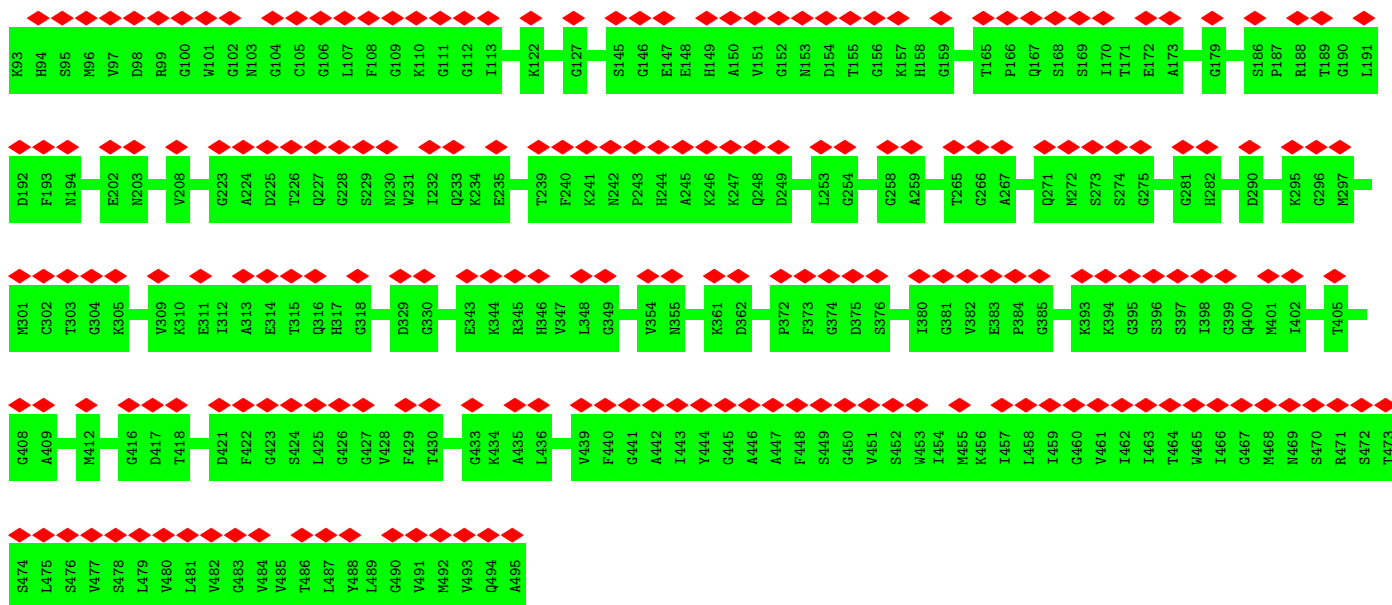 K93 H94 S95 M96 V97 D98 R99 G100 W101 G102 N103 G104 C105 G106 L107 F108 G109 K110 G111 G112 I113 K122 G127 S145 G146 E147 E148 H149 A150 V151 G152 N153 D154 T155 G156 K157 H158 G159 T165 P166 Q167 S168 S169 I170 T171 E172 A173 G179 S186 P187 R188 T189 G190 L191
D192 F193 N194 E202 N203 V208 G223 A224 D225 T226 Q227 G228 S229 N230 W231 I232 Q233 K234 E235 T239 F240 K241 N242 P243 H244 A245 K246 K247 Q248 D249 L253 G254 G258 A259 T265 G266 A267 Q271 M272 S273 S274 G275 G281 H282 D290 K295 G296 M297
M301 C302 T303 G304 K305 V309 K310 E311 I312 A313 E314 T315 Q316 H317 G318 D329 G330 E343 K344 R345 H346 V347 L348 G349 V354 N355 K361 D362 P372 F373 G374 D375 S376 I380 G381 V382 E383 P384 G385 K393 K394 G395 S396 S397 I398 G399 Q400 M401 I402 T405
G408 A409 M412 G416 D417 T418 D421 F422 G423 S424 L425 G426 G427 V428 F429 T430 G433 K434 A435 L436 V439 F440 G441 A442 I443 Y444 G445 A446 A447 F448 S449 G450 V451 S452 W453 I454 M455 K456 I457 L458 I459 G460 V461 I462 I463 T464 W465 I466 G467 M468 N469 S470 R471 S472 T473
S474 L475 S476 V477 S478 L479 V480 L481 V482 G483 V484 V485 T486 L487 Y488 L489 G490 V491 M492 V493 Q494 A495